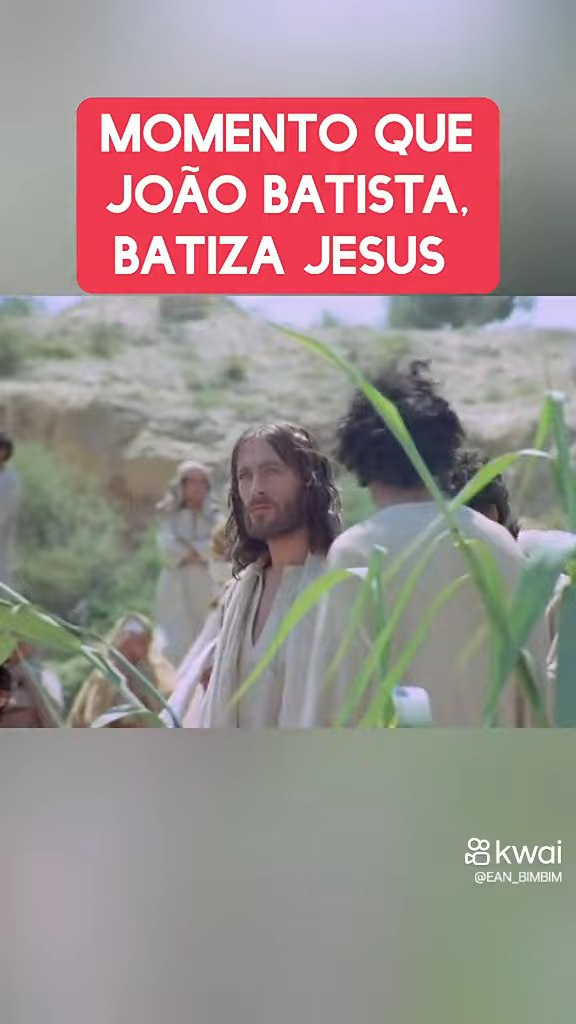 MOMENTO QUE
JOÃO BATISTA,
BATIZA JESUS
kwai
@EAN_BIMBIM